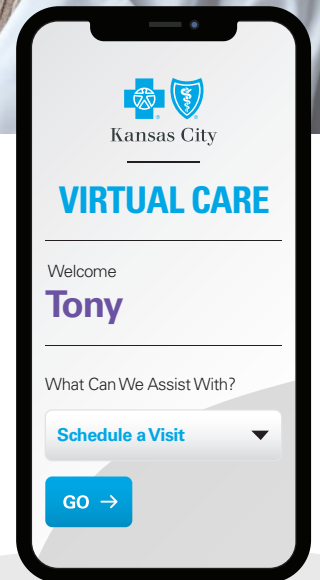 Kansas City
VIRTUAL CARE
Welcome
Tony
What Can We Assist With?
Schedule a Visit
GO